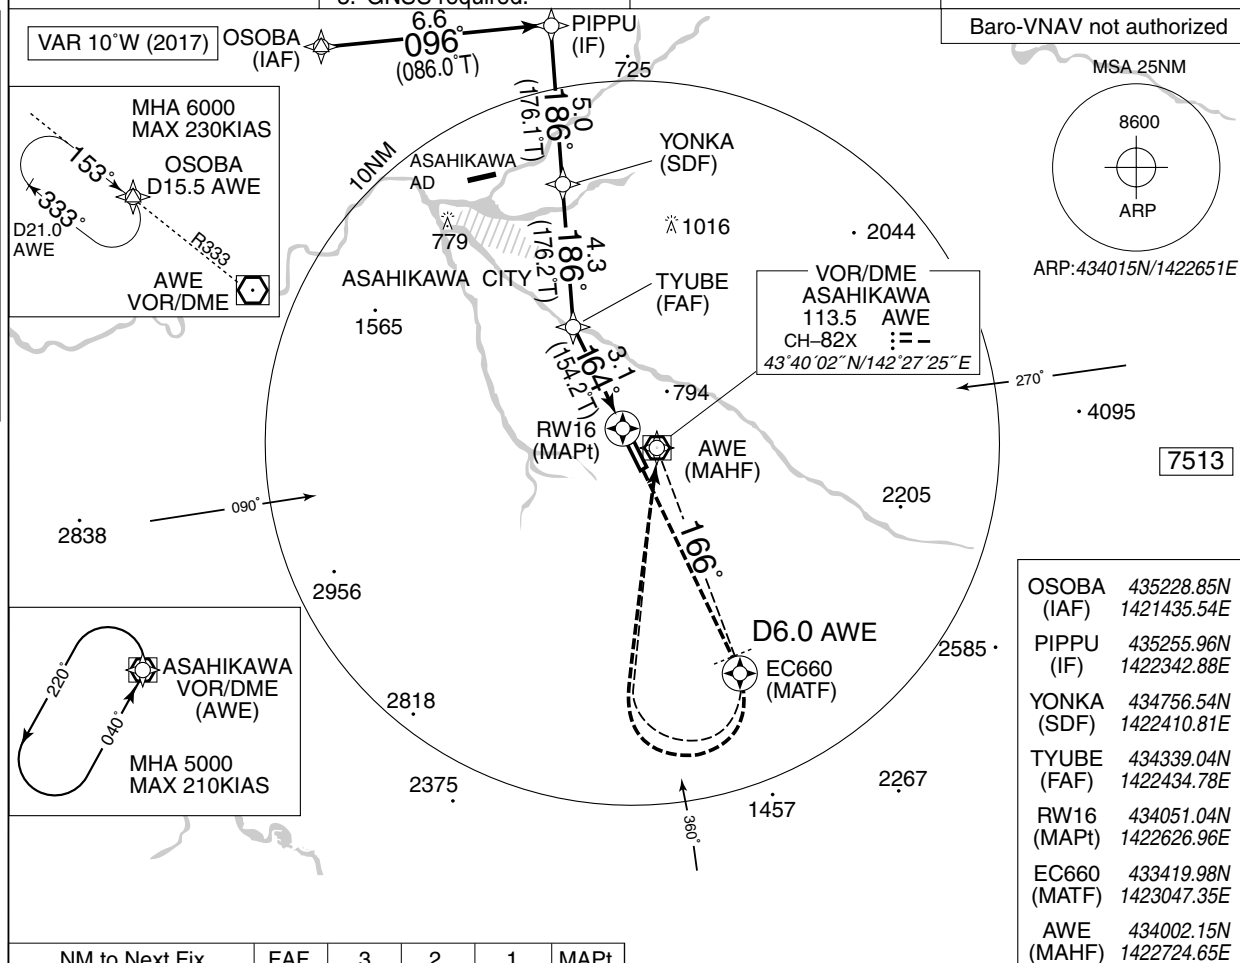 3. GNSS required.
VAR 10°W (2017)
OSOBA
(IAF)
6.6
096°
(086.0°T)
PIPPU
(IF)
Baro-VNAV not authorized
MSA 25NM
8600
ARP
ARP:434015N/1422651E
725
MHA 6000
MAX 230KIAS
OSOBA
D15.5 AWE
153°
333°
D21.0
AWE
R333
AWE
VOR/DME
10NM
ASAHIKAWA
AD
5.0
186°
(176.1°T)
YONKA
(SDF)
779
1016
2044
ASAHIKAWA CITY
4.3
186°
(176.2°T)
TYUBE
(FAF)
VOR/DME
ASAHIKAWA
113.5 AWE
CH–82X
43°40´02˝N/142°27´25˝E
1565
3.1
164°
(154.2°T)
794
270°
4095
RW16
(MAPt)
AWE
(MAHF)
7513
090°
2838
2205
166°
2956
D6.0 AWE
EC660
(MATF)
2585
220°
040°
ASAHIKAWA
VOR/DME
(AWE)
MHA 5000
MAX 210KIAS
2818
2375
360°
1457
2267
OSOBA 435228.85N
(IAF) 1421435.54E
PIPPU 435255.96N
(IF) 1422342.88E
YONKA 434756.54N
(SDF) 1422410.81E
TYUBE 434339.04N
(FAF) 1422434.78E
RW16 434051.04N
(MAPt) 1422626.96E
EC660 433419.98N
(MATF) 1423047.35E
AWE 434002.15N
(MAHF) 1422724.65E
NM to Next Fix FAF 3 2 1 MAPt